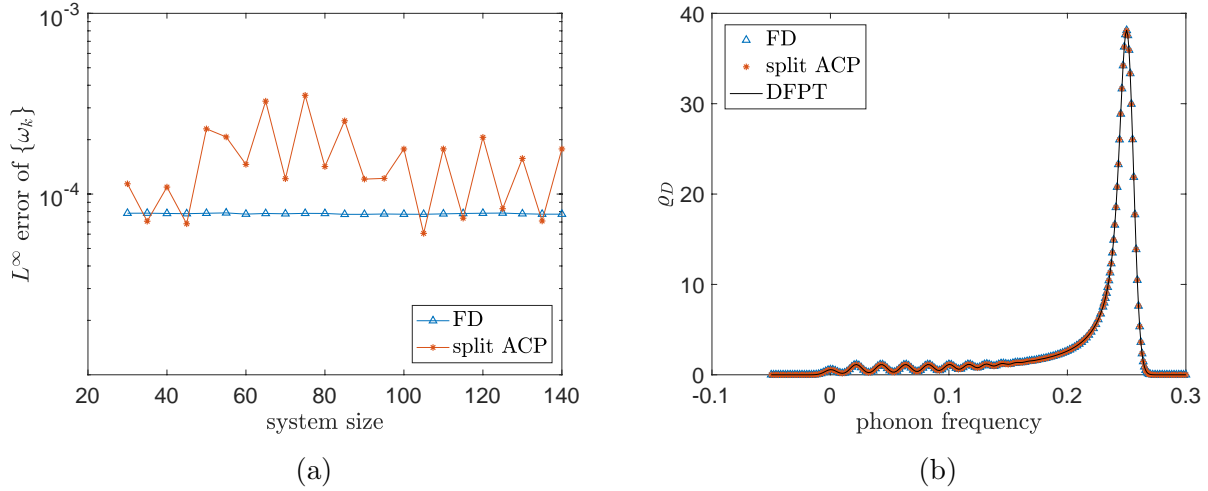 10^{-3}
10^{-4}
L^∞ error of {ω_k}
FD
split ACP
20 40 60 80 100 120 140
system size
(a)
40
30
20
10
0
ϱ_D
FD
split ACP
DFPT
-0.1 0 0.1 0.2 0.3
phonon frequency
(b)